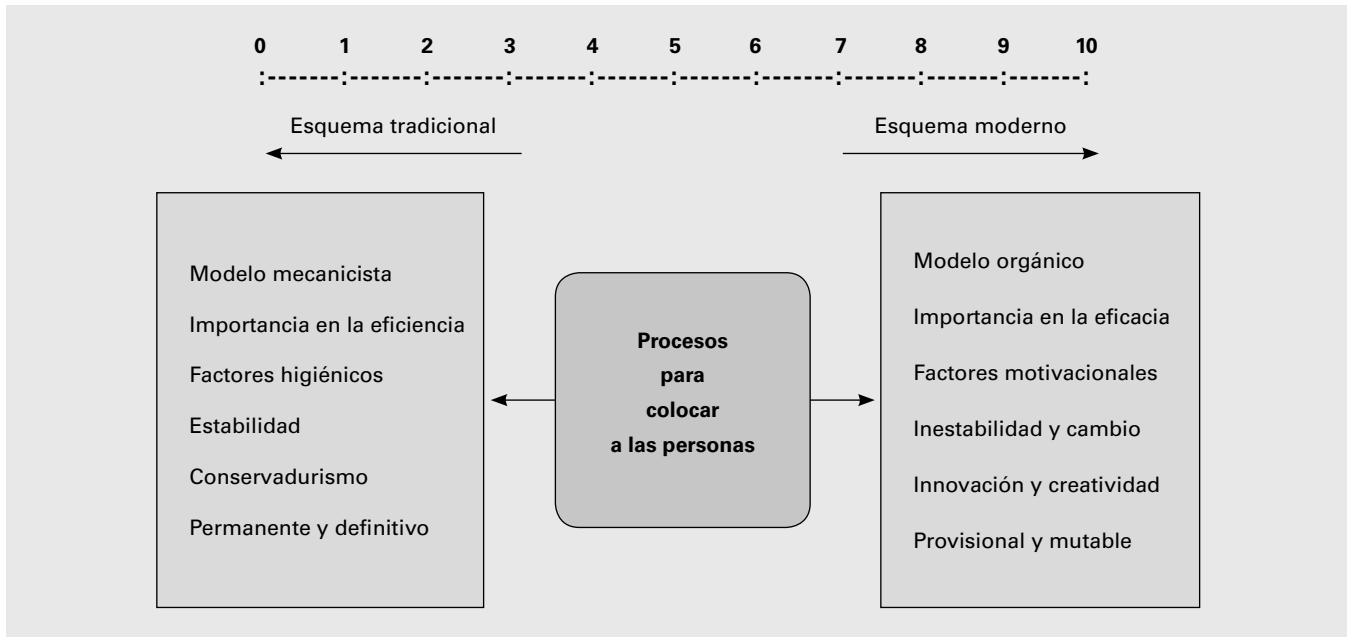 0 1 2 3 4 5 6 7 8 9 10
:-------:-------:-------:-------:-------:-------:-------:-------:-------:-------:
Esquema tradicional
Esquema moderno
Modelo mecanicista
Importancia en la eficiencia
Factores higiénicos
Estabilidad
Conservadurismo
Permanente y definitivo
Procesos
para
colocar
a las personas
Modelo orgánico
Importancia en la eficacia
Factores motivacionales
Inestabilidad y cambio
Innovación y creatividad
Provisional y mutable